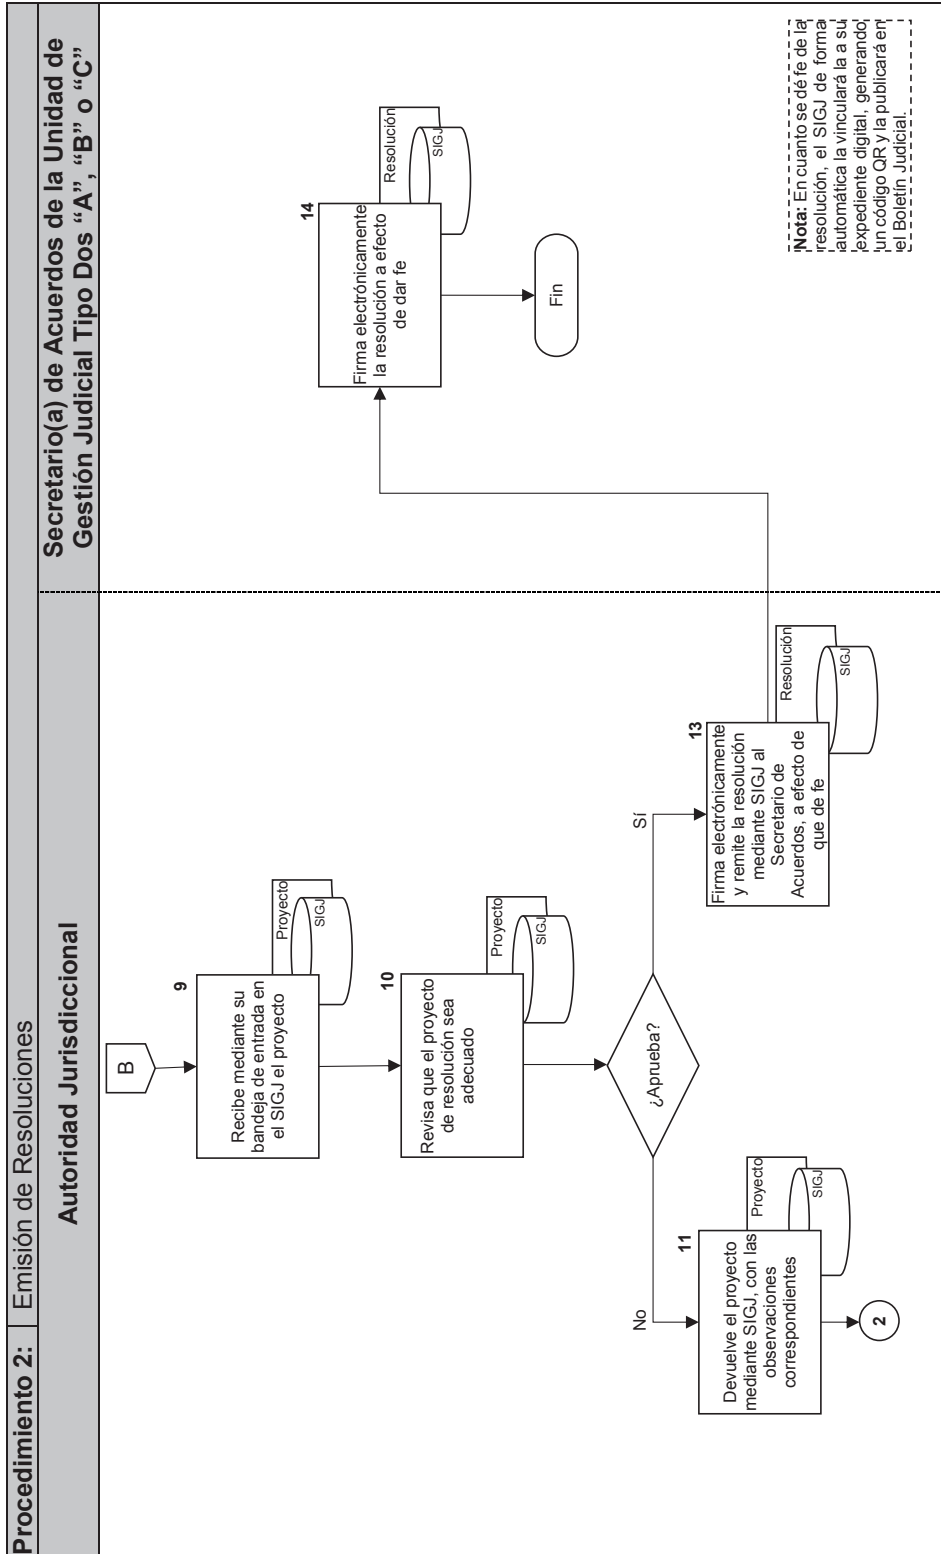 Procedimiento 2: Emisión de Resoluciones
Autoridad Jurisdiccional
Secretario(a) de Acuerdos de la Unidad de
Gestión Judicial Tipo Dos “A”, “B” o “C”
B
9
Recibe mediante su
bandeja de entrada en
el SIGJ el proyecto
Proyecto
SIGJ
10
Revisa que el proyecto
de resolución sea
adecuado
Proyecto
SIGJ
¿Aprueba?
No
Sí
11
Devuelve el proyecto
mediante SIGJ, con las
observaciones
correspondientes
Proyecto
SIGJ
2
13
Firma electrónicamente
y remite la resolución
mediante SIGJ al
Secretario de
Acuerdos, a efecto de
que de fe
Resolución
SIGJ
14
Firma electrónicamente
la resolución a efecto
de dar fe
Resolución
SIGJ
Fin
Nota: En cuanto se dé fe de la
resolución, el SIGJ de forma
automática la vinculará la a su
expediente digital, generando
un código QR y la publicará en
el Boletín Judicial.